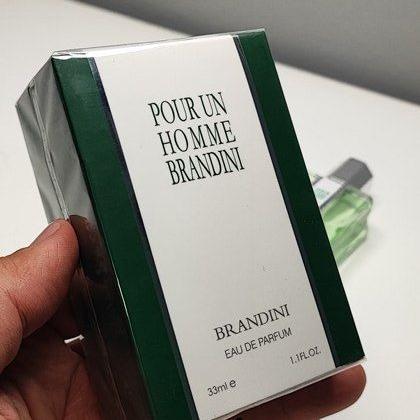 POUR UN
HOMME
BRANDINI
BRANDINI
EAU DE PARFUM
33ml e 1.1FL.OZ.